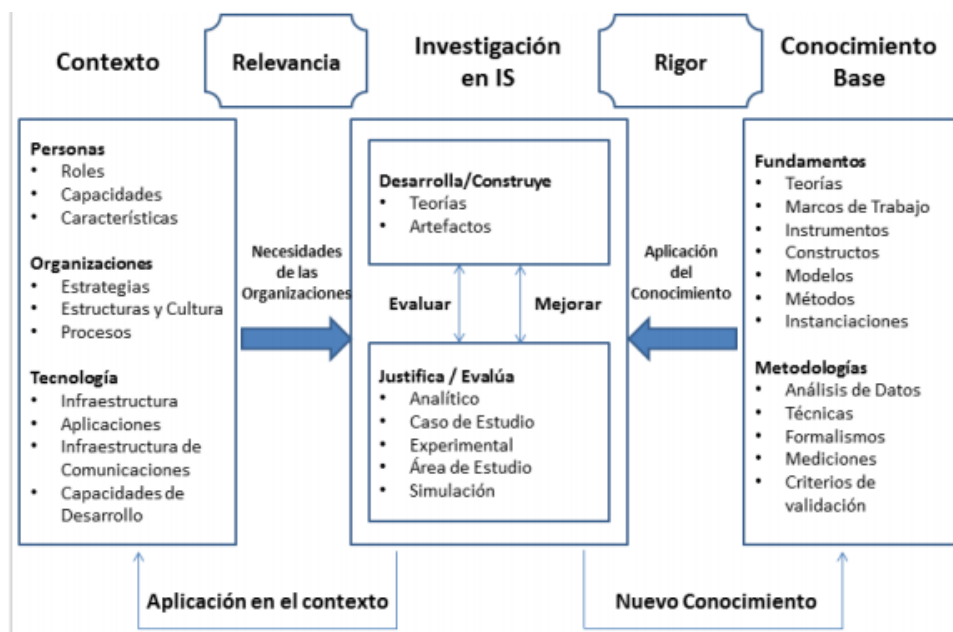 Contexto
Relevancia
Investigación
en IS
Rigor
Conocimiento
Base
Personas
• Roles
• Capacidades
• Características
Organizaciones
• Estrategias
• Estructuras y Cultura
• Procesos
Tecnología
• Infraestructura
• Aplicaciones
• Infraestructura de
Comunicaciones
• Capacidades de
Desarrollo
Necesidades
de las
Organizaciones
Desarrolla/Construye
• Teorías
• Artefactos
Evaluar
Mejorar
Justifica / Evalúa
• Analítico
• Caso de Estudio
• Experimental
• Área de Estudio
• Simulación
Aplicación
del
Conocimiento
Fundamentos
• Teorías
• Marcos de Trabajo
• Instrumentos
• Constructos
• Modelos
• Métodos
• Instanciaciones
Metodologías
• Análisis de Datos
• Técnicas
• Formalismos
• Mediciones
• Criterios de
validación
Aplicación en el contexto
Nuevo Conocimiento